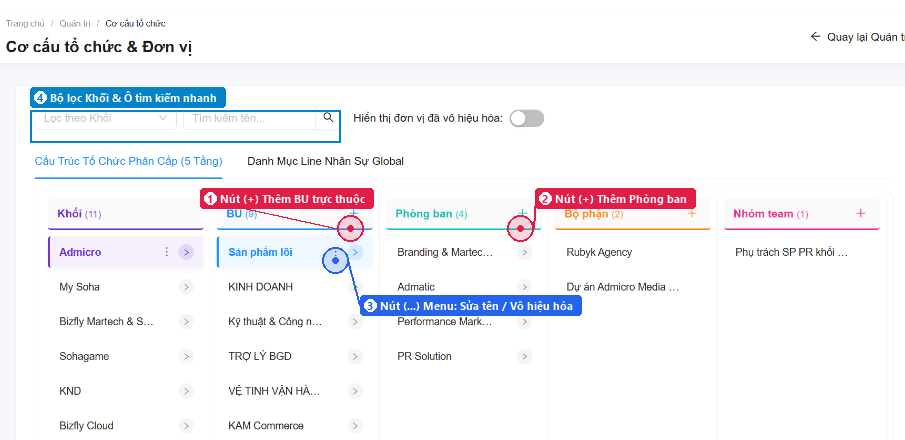 Trang chủ / Quản trị / Cơ cấu tổ chức
Cơ cấu tổ chức & Đơn vị
← Quay lại Quản tr
4 Bộ lọc Khối & Ô tìm kiếm nhanh
Lọc theo Khối
Tìm kiếm tên...
Hiển thị đơn vị đã vô hiệu hóa:
Cấu Trúc Tổ Chức Phân Cấp (5 Tầng)
Danh Mục Line Nhân Sự Global
1 Nút (+) Thêm BU trực thuộc
2 Nút (+) Thêm Phòng ban
Khối (11)
BU (9)
Phòng ban (4)
Bộ phận (2)
Nhóm team (1)
Admicro
Sản phẩm lõi
Branding & Martec...
Rubyk Agency
Phụ trách SP PR khối ...
My Soha
KINH DOANH
Admatic
Dự án Admicro Media ...
3 Nút (...) Menu: Sửa tên / Vô hiệu hóa
Bizfly Martech & S...
Kỹ thuật & Công n...
Performance Mark...
Sohagame
TRỢ LÝ BGD
PR Solution
KND
VỆ TINH VẬN HÀ...
Bizfly Cloud
KAM Commerce